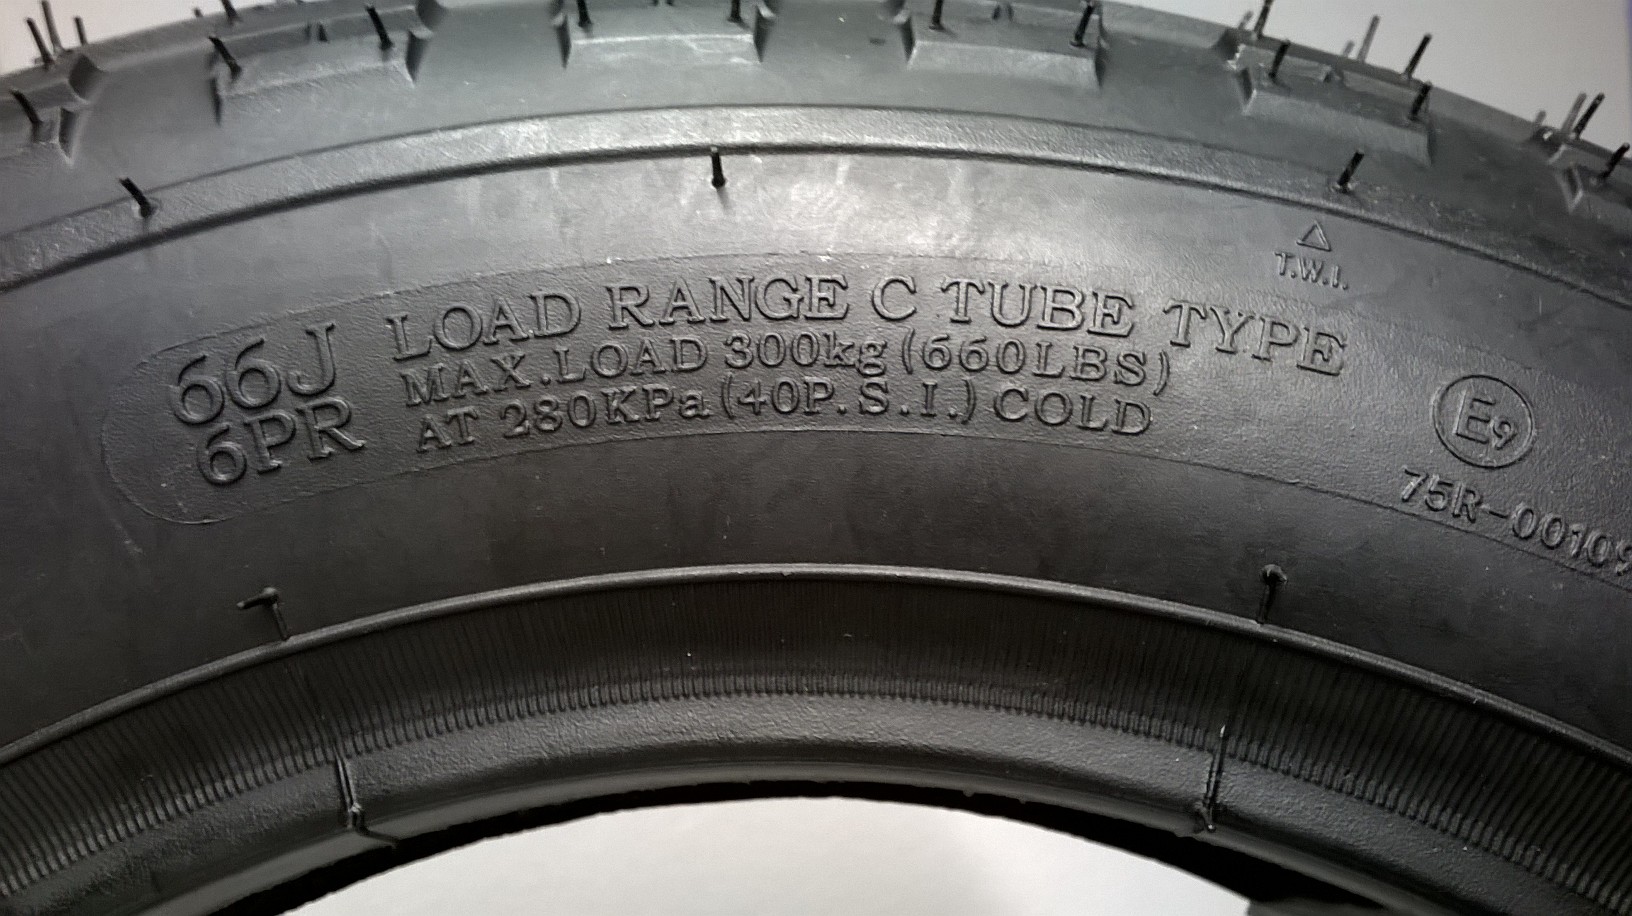 66J
6PR
LOAD RANGE C TUBE TYPE
MAX.LOAD 300kg (660LBS)
AT 280KPa (40P.S.I.) COLD
T.W.I.
E9
75R-00109